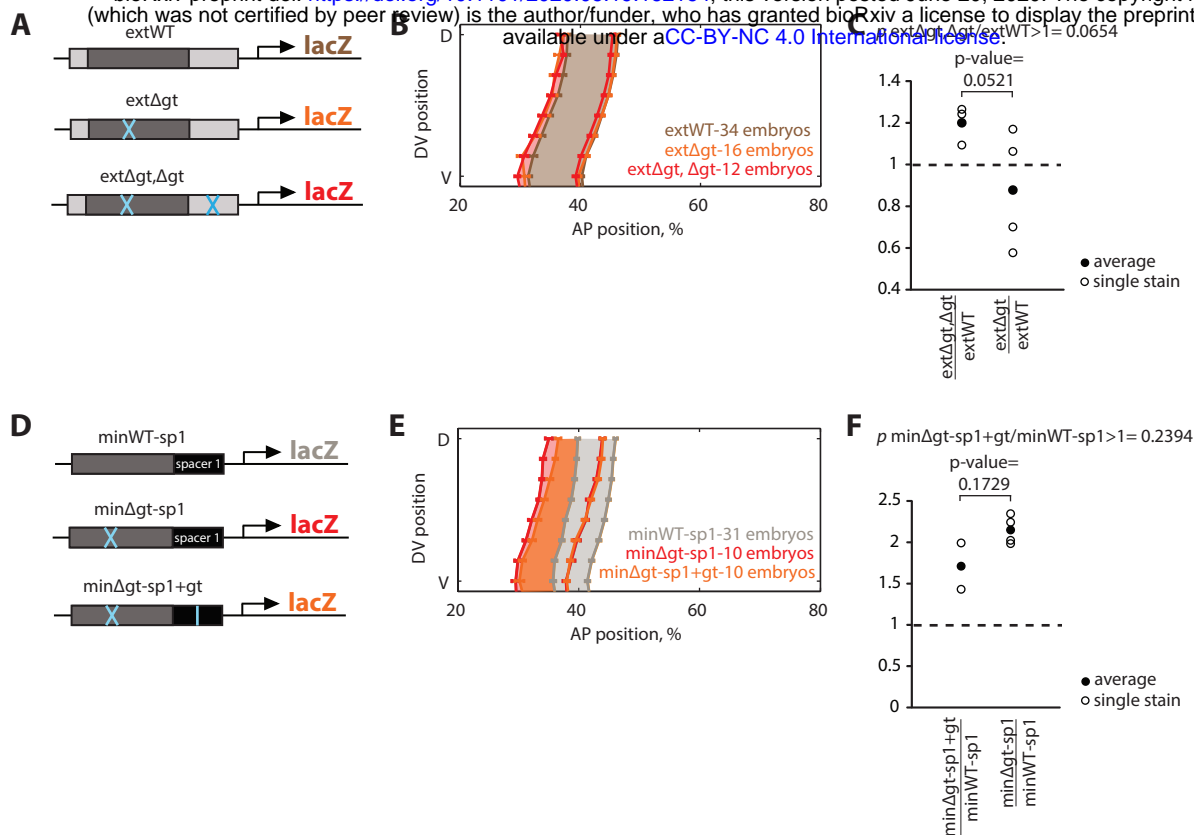 (which was not certified by peer review) is the author/funder, who has granted bioRxiv a license to display the preprint
available under aCC-BY-NC 4.0 International license.
A
extWT
lacZ
extΔgt
lacZ
extΔgt,Δgt
lacZ
B
D
DV position
V
extWT-34 embryos
extΔgt-16 embryos
extΔgt, Δgt-12 embryos
20
40
60
80
AP position, %
C
p extΔgt,Δgt/extWT>1= 0.0654
p-value=
0.0521
1.4
1.2
1
0.8
0.6
0.4
average
single stain
extΔgt,Δgt
extWT
extΔgt
extWT
D
minWT-sp1
spacer 1
lacZ
minΔgt-sp1
spacer 1
lacZ
minΔgt-sp1+gt
lacZ
E
D
DV position
V
minWT-sp1-31 embryos
minΔgt-sp1-10 embryos
minΔgt-sp1+gt-10 embryos
20
40
60
80
AP position, %
F
p minΔgt-sp1+gt/minWT-sp1>1= 0.2394
p-value=
0.1729
2.5
2
1.5
1
0.5
0
average
single stain
minΔgt-sp1+gt
minWT-sp1
minΔgt-sp1
minWT-sp1